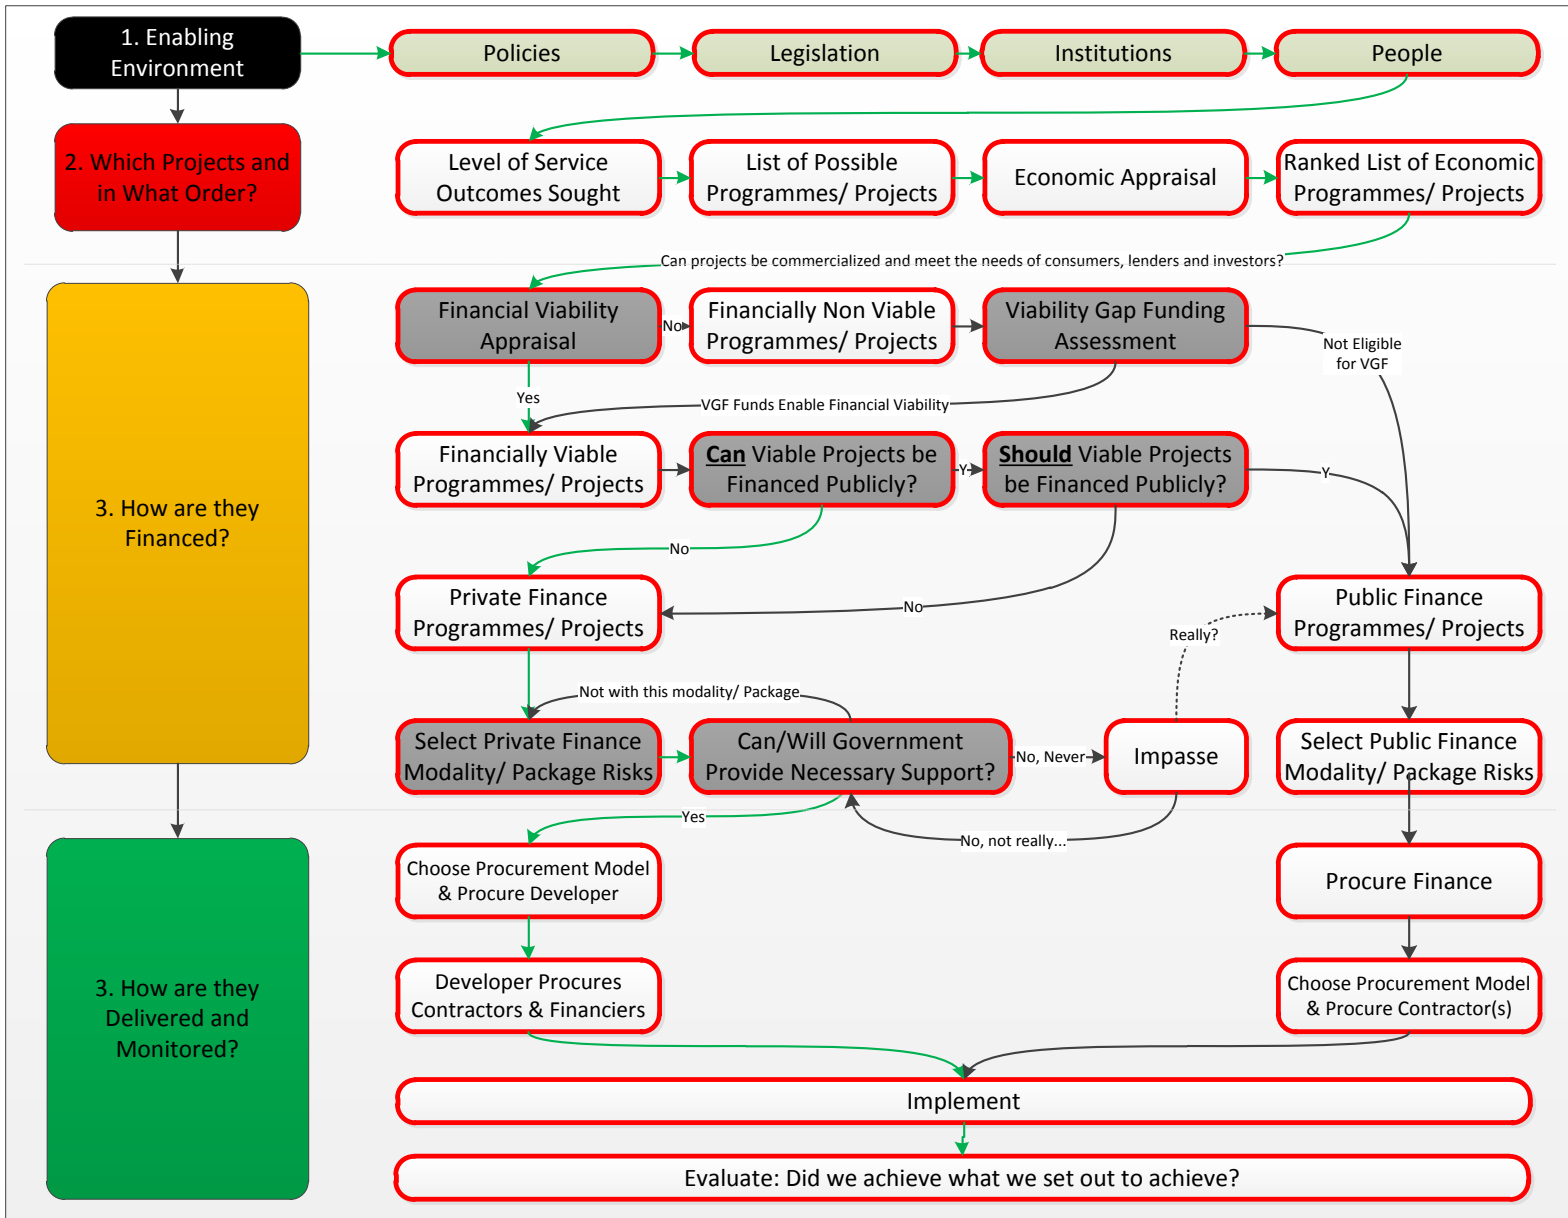 1. Enabling
Environment
Policies
Legislation
Institutions
People
2. Which Projects and
in What Order?
Level of Service
Outcomes Sought
List of Possible
Programmes/ Projects
Economic Appraisal
Ranked List of Economic
Programmes/ Projects
Can projects be commercialized and meet the needs of consumers, lenders and investors?
3. How are they
Financed?
Financial Viability
Appraisal
No
Financially Non Viable
Programmes/ Projects
Viability Gap Funding
Assessment
Not Eligible
for VGF
Yes
VGF Funds Enable Financial Viability
Financially Viable
Programmes/ Projects
Can Viable Projects be
Financed Publicly?
Y
Should Viable Projects
be Financed Publicly?
Y
No
Private Finance
Programmes/ Projects
No
Public Finance
Programmes/ Projects
Really?
Not with this modality/ Package
Select Private Finance
Modality/ Package Risks
Can/Will Government
Provide Necessary Support?
No, Never
Impasse
Select Public Finance
Modality/ Package Risks
Yes
No, not really...
3. How are they
Delivered and
Monitored?
Choose Procurement Model
& Procure Developer
Procure Finance
Developer Procures
Contractors & Financiers
Choose Procurement Model
& Procure Contractor(s)
Implement
Evaluate: Did we achieve what we set out to achieve?